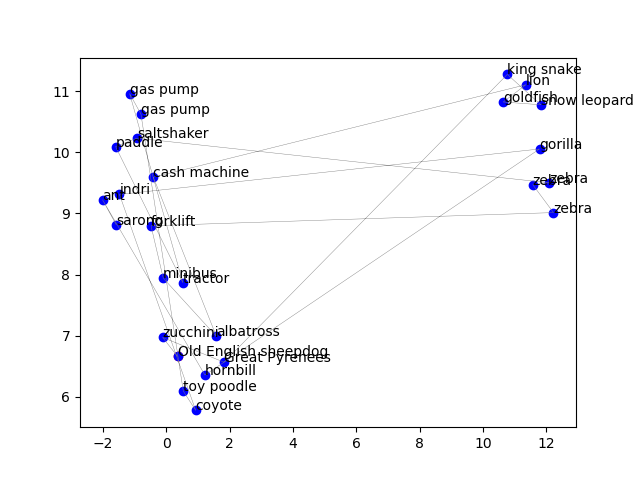 king snake
lion
goldfish
snow leopard
gas pump
gas pump
saltshaker
paddle
gorilla
cash machine
zebra
zebra
indri
ant
zebra
sarong
forklift
minibus
tractor
zucchini
albatross
Old English sheepdog
Great Pyrenees
hornbill
toy poodle
coyote
11
10
9
8
7
6
−2
0
2
4
6
8
10
12